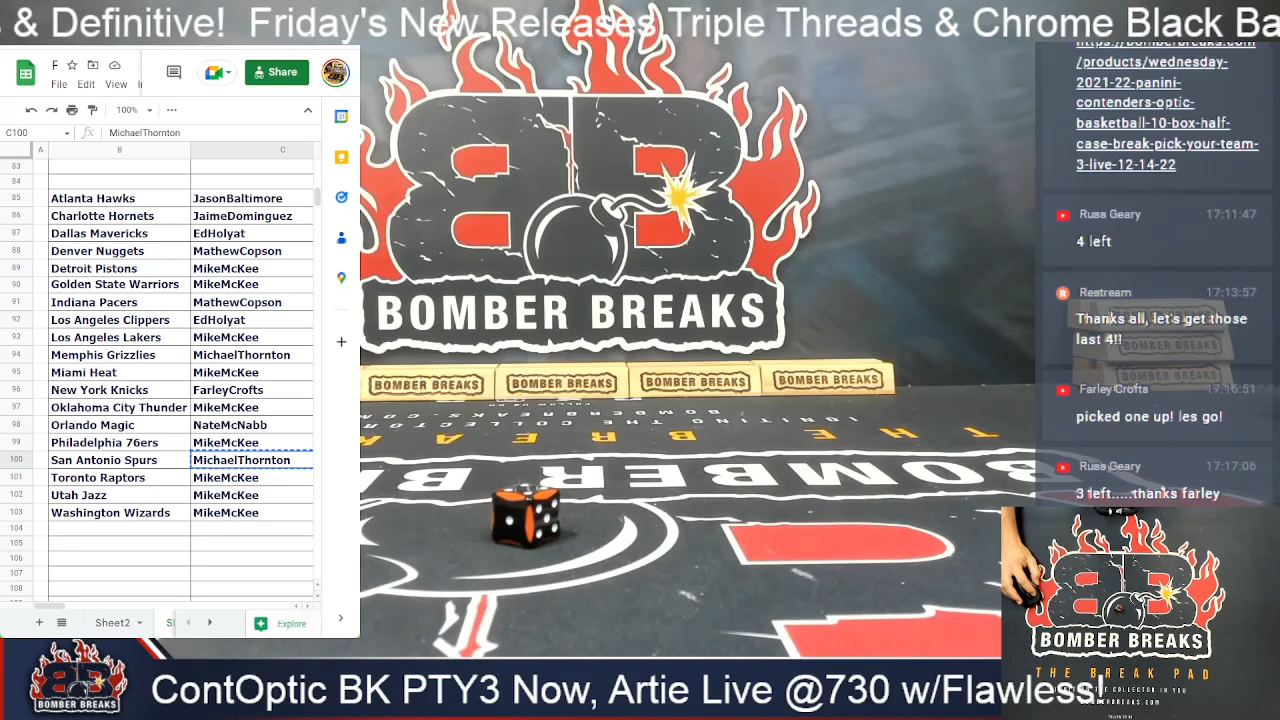 & Definitive!  Friday's New Releases Triple Threads & Chrome Black Ba
F
File Edit View
Share
100%
C100
fx MichaelThornton
A B C
83
84
85 Atlanta Hawks JasonBaltimore
86 Charlotte Hornets JaimeDominguez
87 Dallas Mavericks EdHolyat
88 Denver Nuggets MathewCopson
89 Detroit Pistons MikeMcKee
90 Golden State Warriors MikeMcKee
91 Indiana Pacers MathewCopson
92 Los Angeles Clippers EdHolyat
93 Los Angeles Lakers MikeMcKee
94 Memphis Grizzlies MichaelThornton
95 Miami Heat MikeMcKee
96 New York Knicks FarleyCrofts
97 Oklahoma City Thunder MikeMcKee
98 Orlando Magic NateMcNabb
99 Philadelphia 76ers MikeMcKee
100 San Antonio Spurs MichaelThornton
101 Toronto Raptors MikeMcKee
102 Utah Jazz MikeMcKee
103 Washington Wizards MikeMcKee
104
105
106
107
108
Sheet2
Explore
BB
BOMBER BREAKS
BOMBER BREAKS
BOMBER BREAKS
BOMBER BREAKS
BOMBER BREAKS
https://bomberbreaks.com
/products/wednesday-
2021-22-panini-
contenders-optic-
basketball-10-box-half-
case-break-pick-your-team-
3-live-12-14-22
Russ Geary 17:11:47
4 left
Restream 17:13:57
Thanks all, let's get those
last 4!!
Farley Crofts 17:16:51
picked one up! les go!
Russ Geary 17:17:06
3 left.....thanks farley
BOMBER BREAKS
BOMBER BREAKS
BB
BOMBER BREAKS
THE BREAK PAD
BOMBER BREAKS
ContOptic BK PTY3 Now, Artie Live @730 w/Flawless!